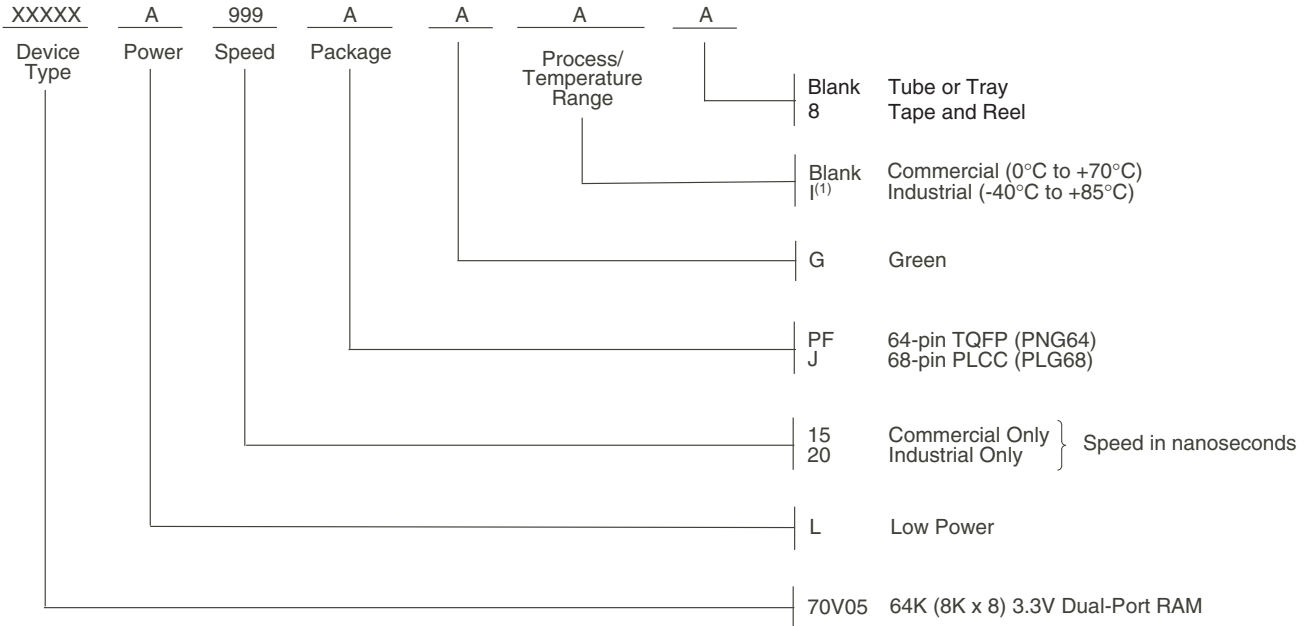 XXXXX A 999 A A A A
Device Type
Power
Speed
Package
Process/
Temperature
Range
Blank Tube or Tray
8 Tape and Reel
Blank Commercial (0°C to +70°C)
I(1) Industrial (-40°C to +85°C)
G Green
PF 64-pin TQFP (PNG64)
J 68-pin PLCC (PLG68)
15 Commercial Only
20 Industrial Only
Speed in nanoseconds
L Low Power
70V05 64K (8K x 8) 3.3V Dual-Port RAM